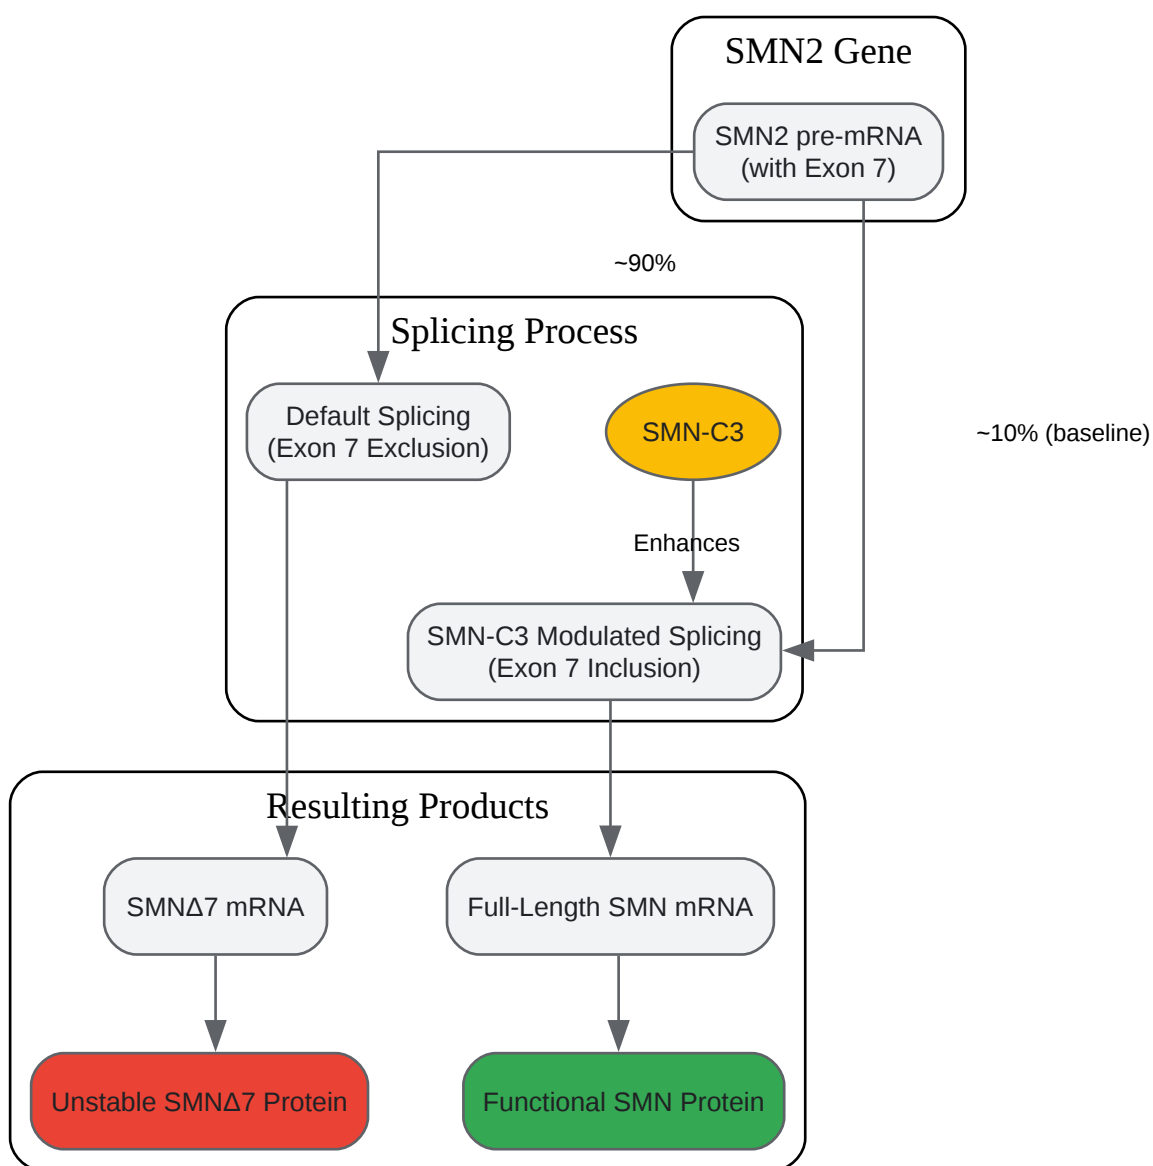 SMN2 Gene
SMN2 pre-mRNA
(with Exon 7)
~90%
Splicing Process
Default Splicing
(Exon 7 Exclusion)
SMN-C3
~10% (baseline)
Enhances
SMN-C3 Modulated Splicing
(Exon 7 Inclusion)
Resulting Products
SMNΔ7 mRNA
Full-Length SMN mRNA
Unstable SMNΔ7 Protein
Functional SMN Protein